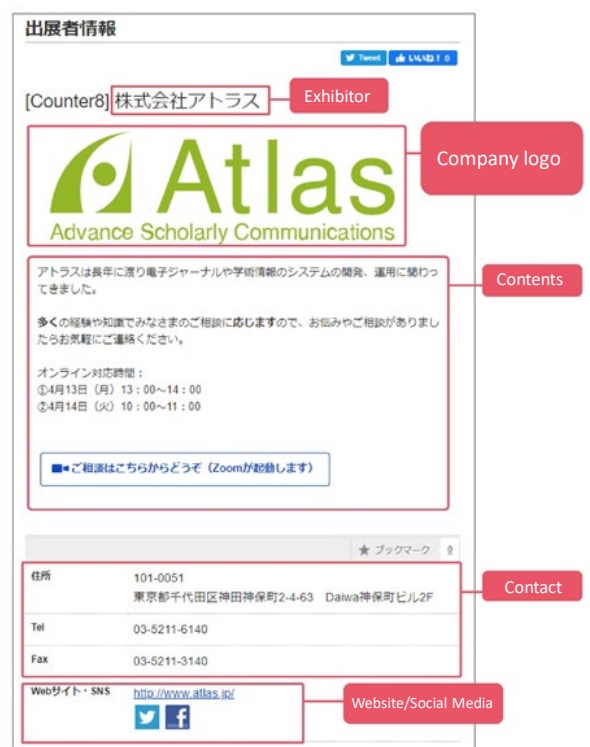 出展者情報
Tweet いいね！ 0
[Counter8] 株式会社アトラス
Exhibitor
Atlas
Advance Scholarly Communications
Company logo
アトラスは長年に渡り電子ジャーナルや学術情報のシステムの開発、運用に関わっ
てきました。
Contents
多くの経験や知識でみなさまのご相談に応じますので、お悩みやご相談がありまし
たらお気軽にご連絡ください。
オンライン対応時間：
①4月13日（月）13：00～14：00
②4月14日（火）10：00～11：00
ご相談はこちらからどうぞ（Zoomが起動します）
★ ブックマーク 0
住所 101-0051
東京都千代田区神田神保町2-4-63 Daiwa神保町ビル2F
Contact
Tel 03-5211-6140
Fax 03-5211-3140
Webサイト・SNS http://www.atlas.jp/
Website/Social Media